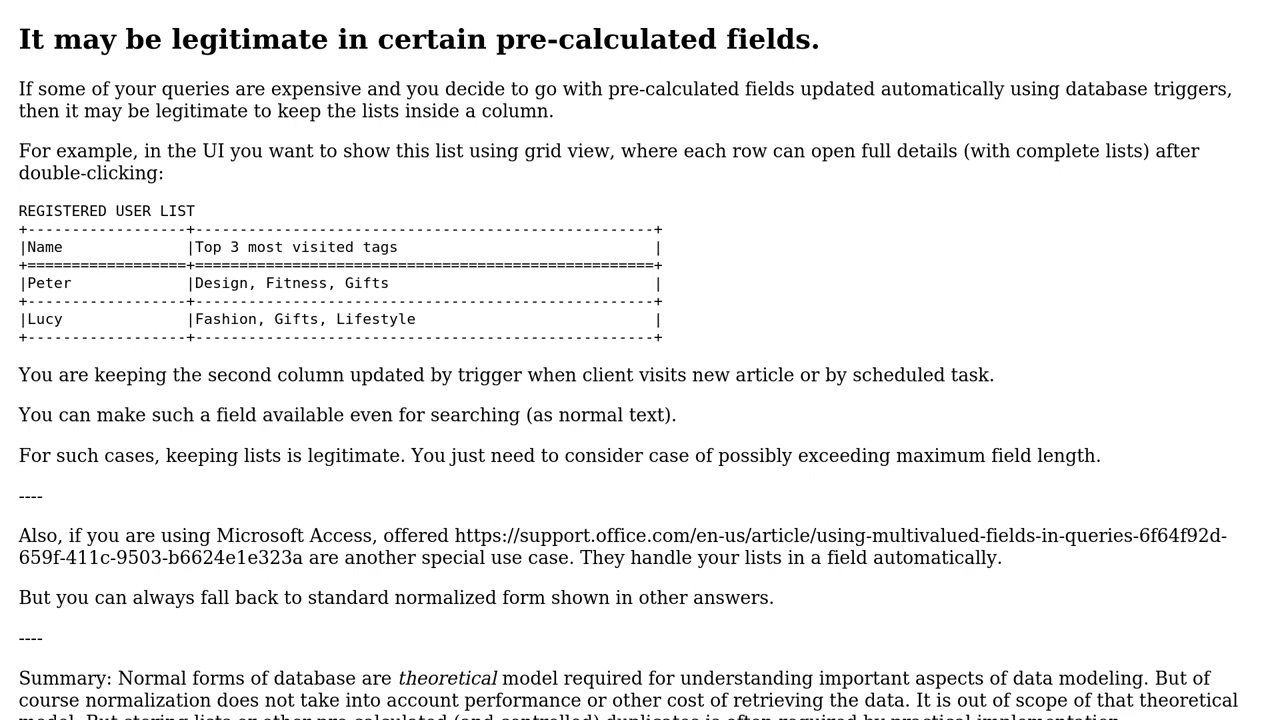 It may be legitimate in certain pre-calculated fields.
If some of your queries are expensive and you decide to go with pre-calculated fields updated automatically using database triggers,
then it may be legitimate to keep the lists inside a column.
For example, in the UI you want to show this list using grid view, where each row can open full details (with complete lists) after
double-clicking:
REGISTERED USER LIST
+------------------+----------------------------------------------------+
|Name              |Top 3 most visited tags                             |
+==================+====================================================+
|Peter             |Design, Fitness, Gifts                              |
+------------------+----------------------------------------------------+
|Lucy              |Fashion, Gifts, Lifestyle                           |
+------------------+----------------------------------------------------+
You are keeping the second column updated by trigger when client visits new article or by scheduled task.
You can make such a field available even for searching (as normal text).
For such cases, keeping lists is legitimate. You just need to consider case of possibly exceeding maximum field length.
----
Also, if you are using Microsoft Access, offered https://support.office.com/en-us/article/using-multivalued-fields-in-queries-6f64f92d-
659f-411c-9503-b6624e1e323a are another special use case. They handle your lists in a field automatically.
But you can always fall back to standard normalized form shown in other answers.
----
Summary: Normal forms of database are theoretical model required for understanding important aspects of data modeling. But of
course normalization does not take into account performance or other cost of retrieving the data. It is out of scope of that theoretical
model. But storing lists or other pre-calculated (and controlled) duplicates is often required by practical implementation.